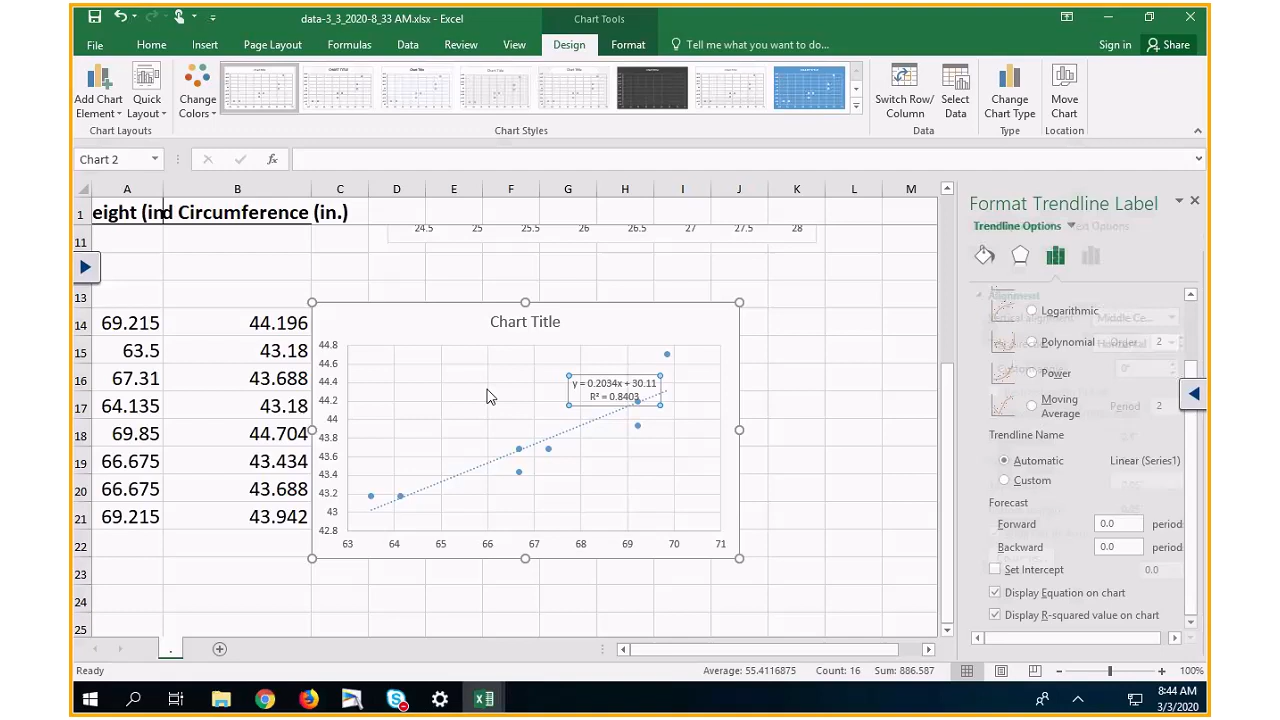 data-3_3_2020-8_33 AM.xlsx - Excel
Chart Tools
File Home Insert Page Layout Formulas Data Review View Design Format Tell me what you want to do... Sign in Share
Add Chart Element
Quick Layout
Change Colors
Switch Row/ Column
Select Data
Change Chart Type
Move Chart
Chart Layouts
Chart Styles
Data
Type
Location
Chart 2
fx
A B C D E F G H I J K L M
1 eight (in d Circumference (in.)
11
24.5 25 25.5 26 26.5 27 27.5 28
13
14 69.215 44.196
15 63.5 43.18
16 67.31 43.688
17 64.135 43.18
18 69.85 44.704
19 66.675 43.434
20 66.675 43.688
21 69.215 43.942
22
23
24
25
Chart Title
44.8
44.6
44.4
44.2
44
43.8
43.6
43.4
43.2
43
42.8
y = 0.2034x + 30.11
R² = 0.8403
63 64 65 66 67 68 69 70 71
Format Trendline Label
Trendline Options
Text Options
Alignment
Logarithmic
Vertical alignment Middle Ce...
Polynomial Order 2
Horizontal
Power
0°
Moving Average Period 2
Trendline Name
Automatic Linear (Series1)
Custom
Forecast
Forward 0.0 period
Backward 0.0 period
Set Intercept 0.0
Display Equation on chart
Display R-squared value on chart
.
Ready
Average: 55.4116875 Count: 16 Sum: 886.587
100%
8:44 AM
3/3/2020